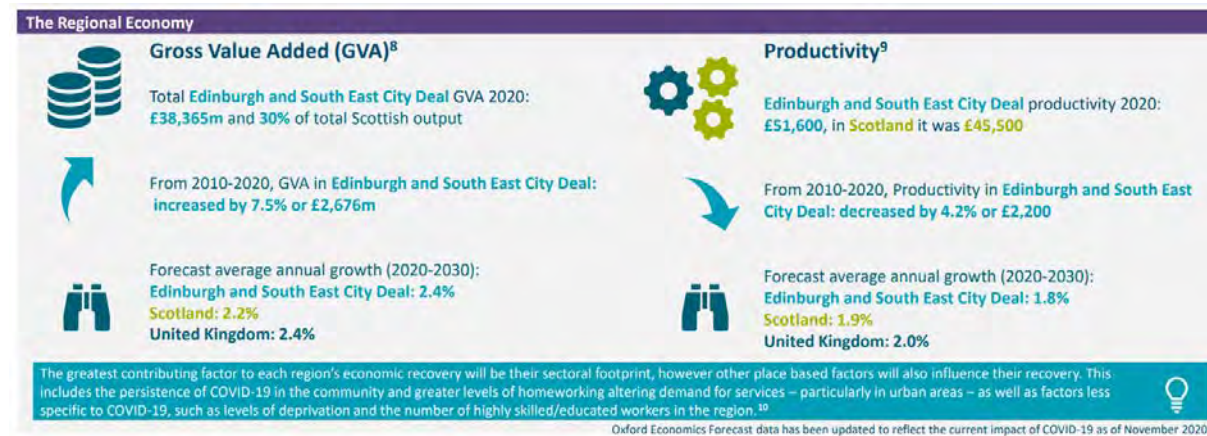 The Regional Economy
Gross Value Added (GVA)⁸
Total Edinburgh and South East City Deal GVA 2020:
£38,365m and 30% of total Scottish output
From 2010-2020, GVA in Edinburgh and South East City Deal:
increased by 7.5% or £2,676m
Forecast average annual growth (2020-2030):
Edinburgh and South East City Deal: 2.4%
Scotland: 2.2%
United Kingdom: 2.4%
Productivity⁹
Edinburgh and South East City Deal productivity 2020:
£51,600, in Scotland it was £45,500
From 2010-2020, Productivity in Edinburgh and South East
City Deal: decreased by 4.2% or £2,200
Forecast average annual growth (2020-2030):
Edinburgh and South East City Deal: 1.8%
Scotland: 1.9%
United Kingdom: 2.0%
The greatest contributing factor to each region's economic recovery will be their sectoral footprint, however other place based factors will also influence their recovery. This
includes the persistence of COVID-19 in the community and greater levels of homeworking altering demand for services – particularly in urban areas – as well as factors less
specific to COVID-19, such as levels of deprivation and the number of highly skilled/educated workers in the region.¹⁰
Oxford Economics Forecast data has been updated to reflect the current impact of COVID-19 as of November 2020